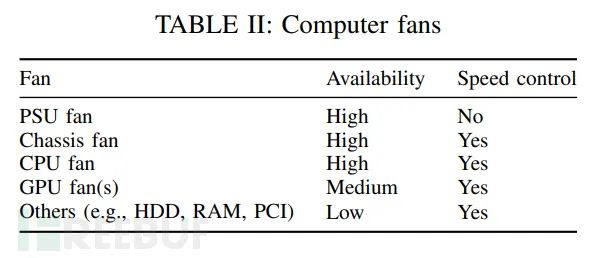 TABLE II: Computer fans
Fan Availability Speed control
PSU fan High No
Chassis fan High Yes
CPU fan High Yes
GPU fan(s) Medium Yes
Others (e.g., HDD, RAM, PCI) Low Yes
FREEBUF